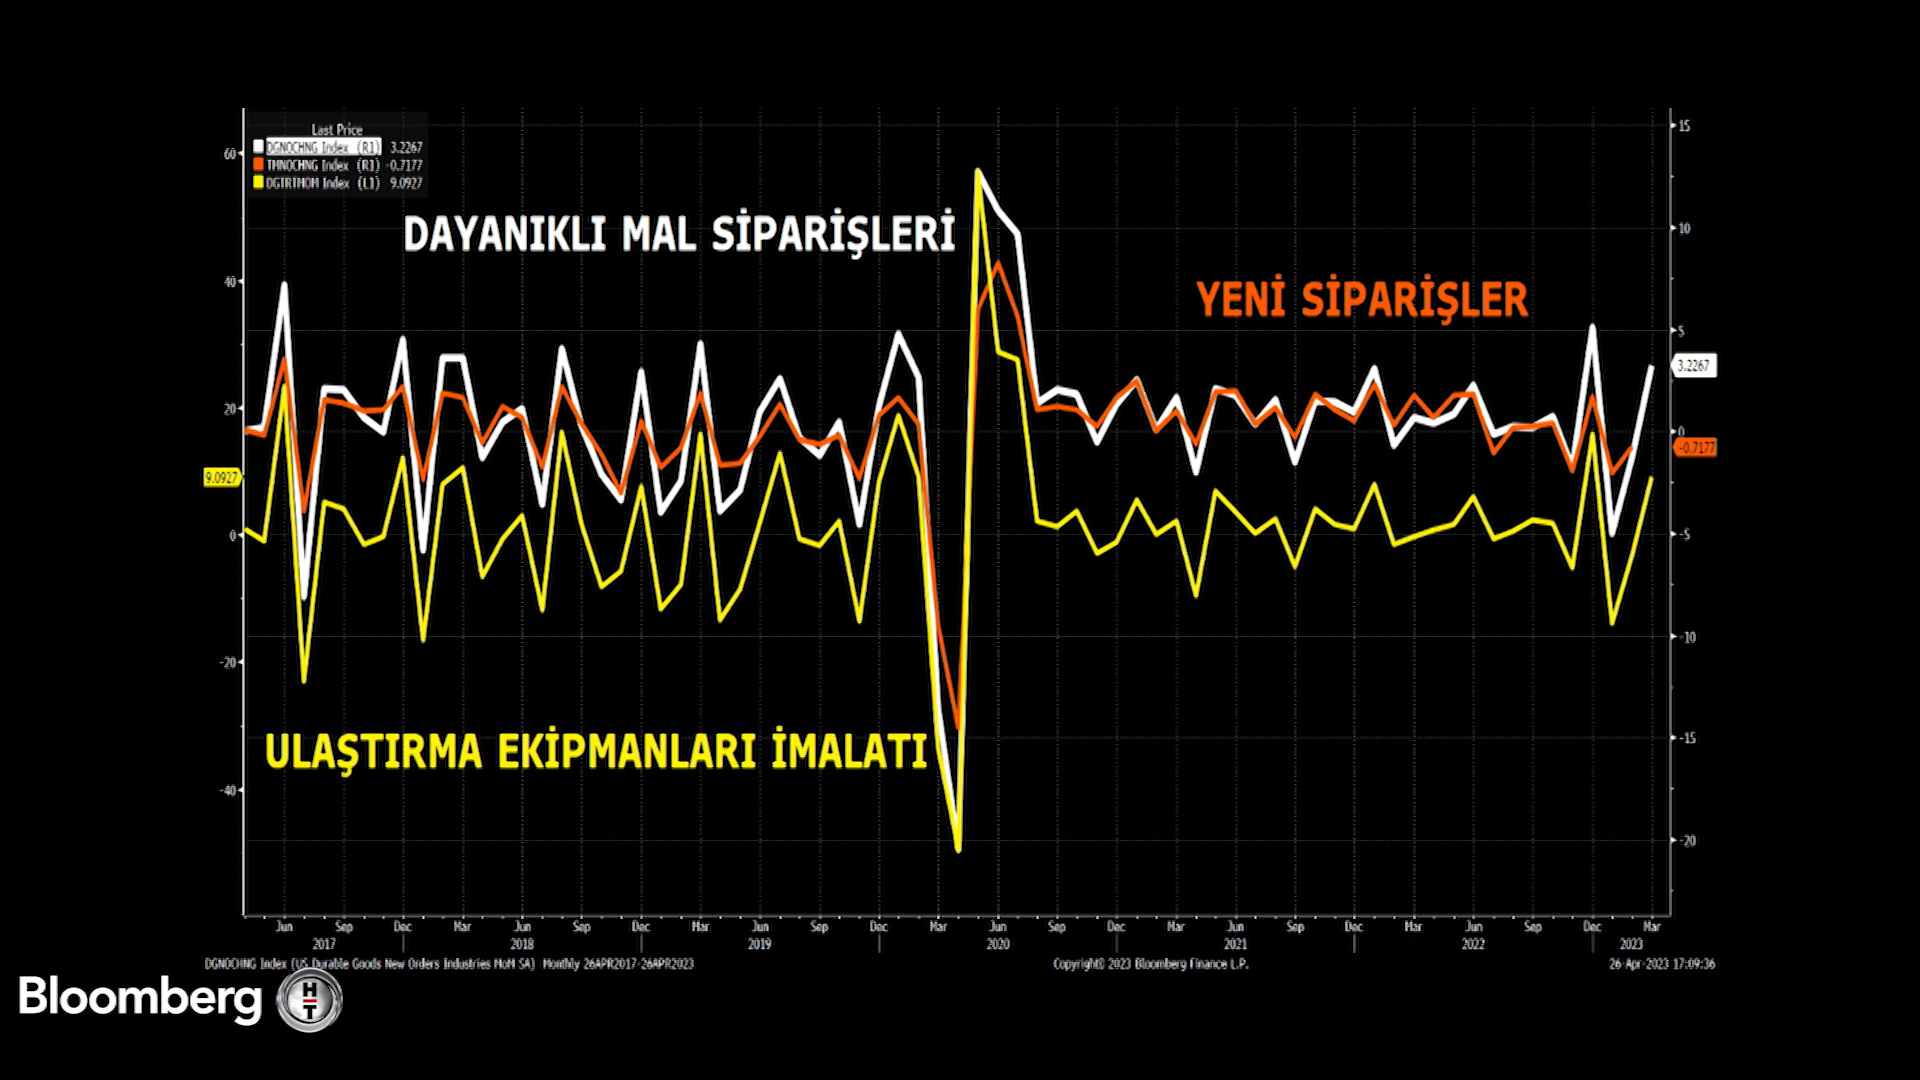 Last Price
DGNOCHNG Index (R1) 3.2267
TMNOCHNG Index (R1) -0.7177
DGTRTMOM Index (L1) 9.0927
DAYANIKLI MAL SİPARİŞLERİ
YENİ SİPARİŞLER
ULAŞTIRMA EKİPMANLARI İMALATI
60
40
20
0
-20
-40
9.0927
15
10
5
0
-5
-10
-15
-20
3.2267
-0.7177
Jun Sep Dec Mar Jun Sep Dec Mar Jun Sep Dec Mar Jun Sep Dec Mar Jun Sep Dec Mar Jun Sep Dec Mar
2017 2018 2019 2020 2021 2022 2023
DGNOCHNG Index (US Durable Goods New Orders Industries MoM SA) Monthly 26APR2017-26APR2023
Copyright© 2023 Bloomberg Finance L.P.
26-Apr-2023 17:09:36
Bloomberg HT